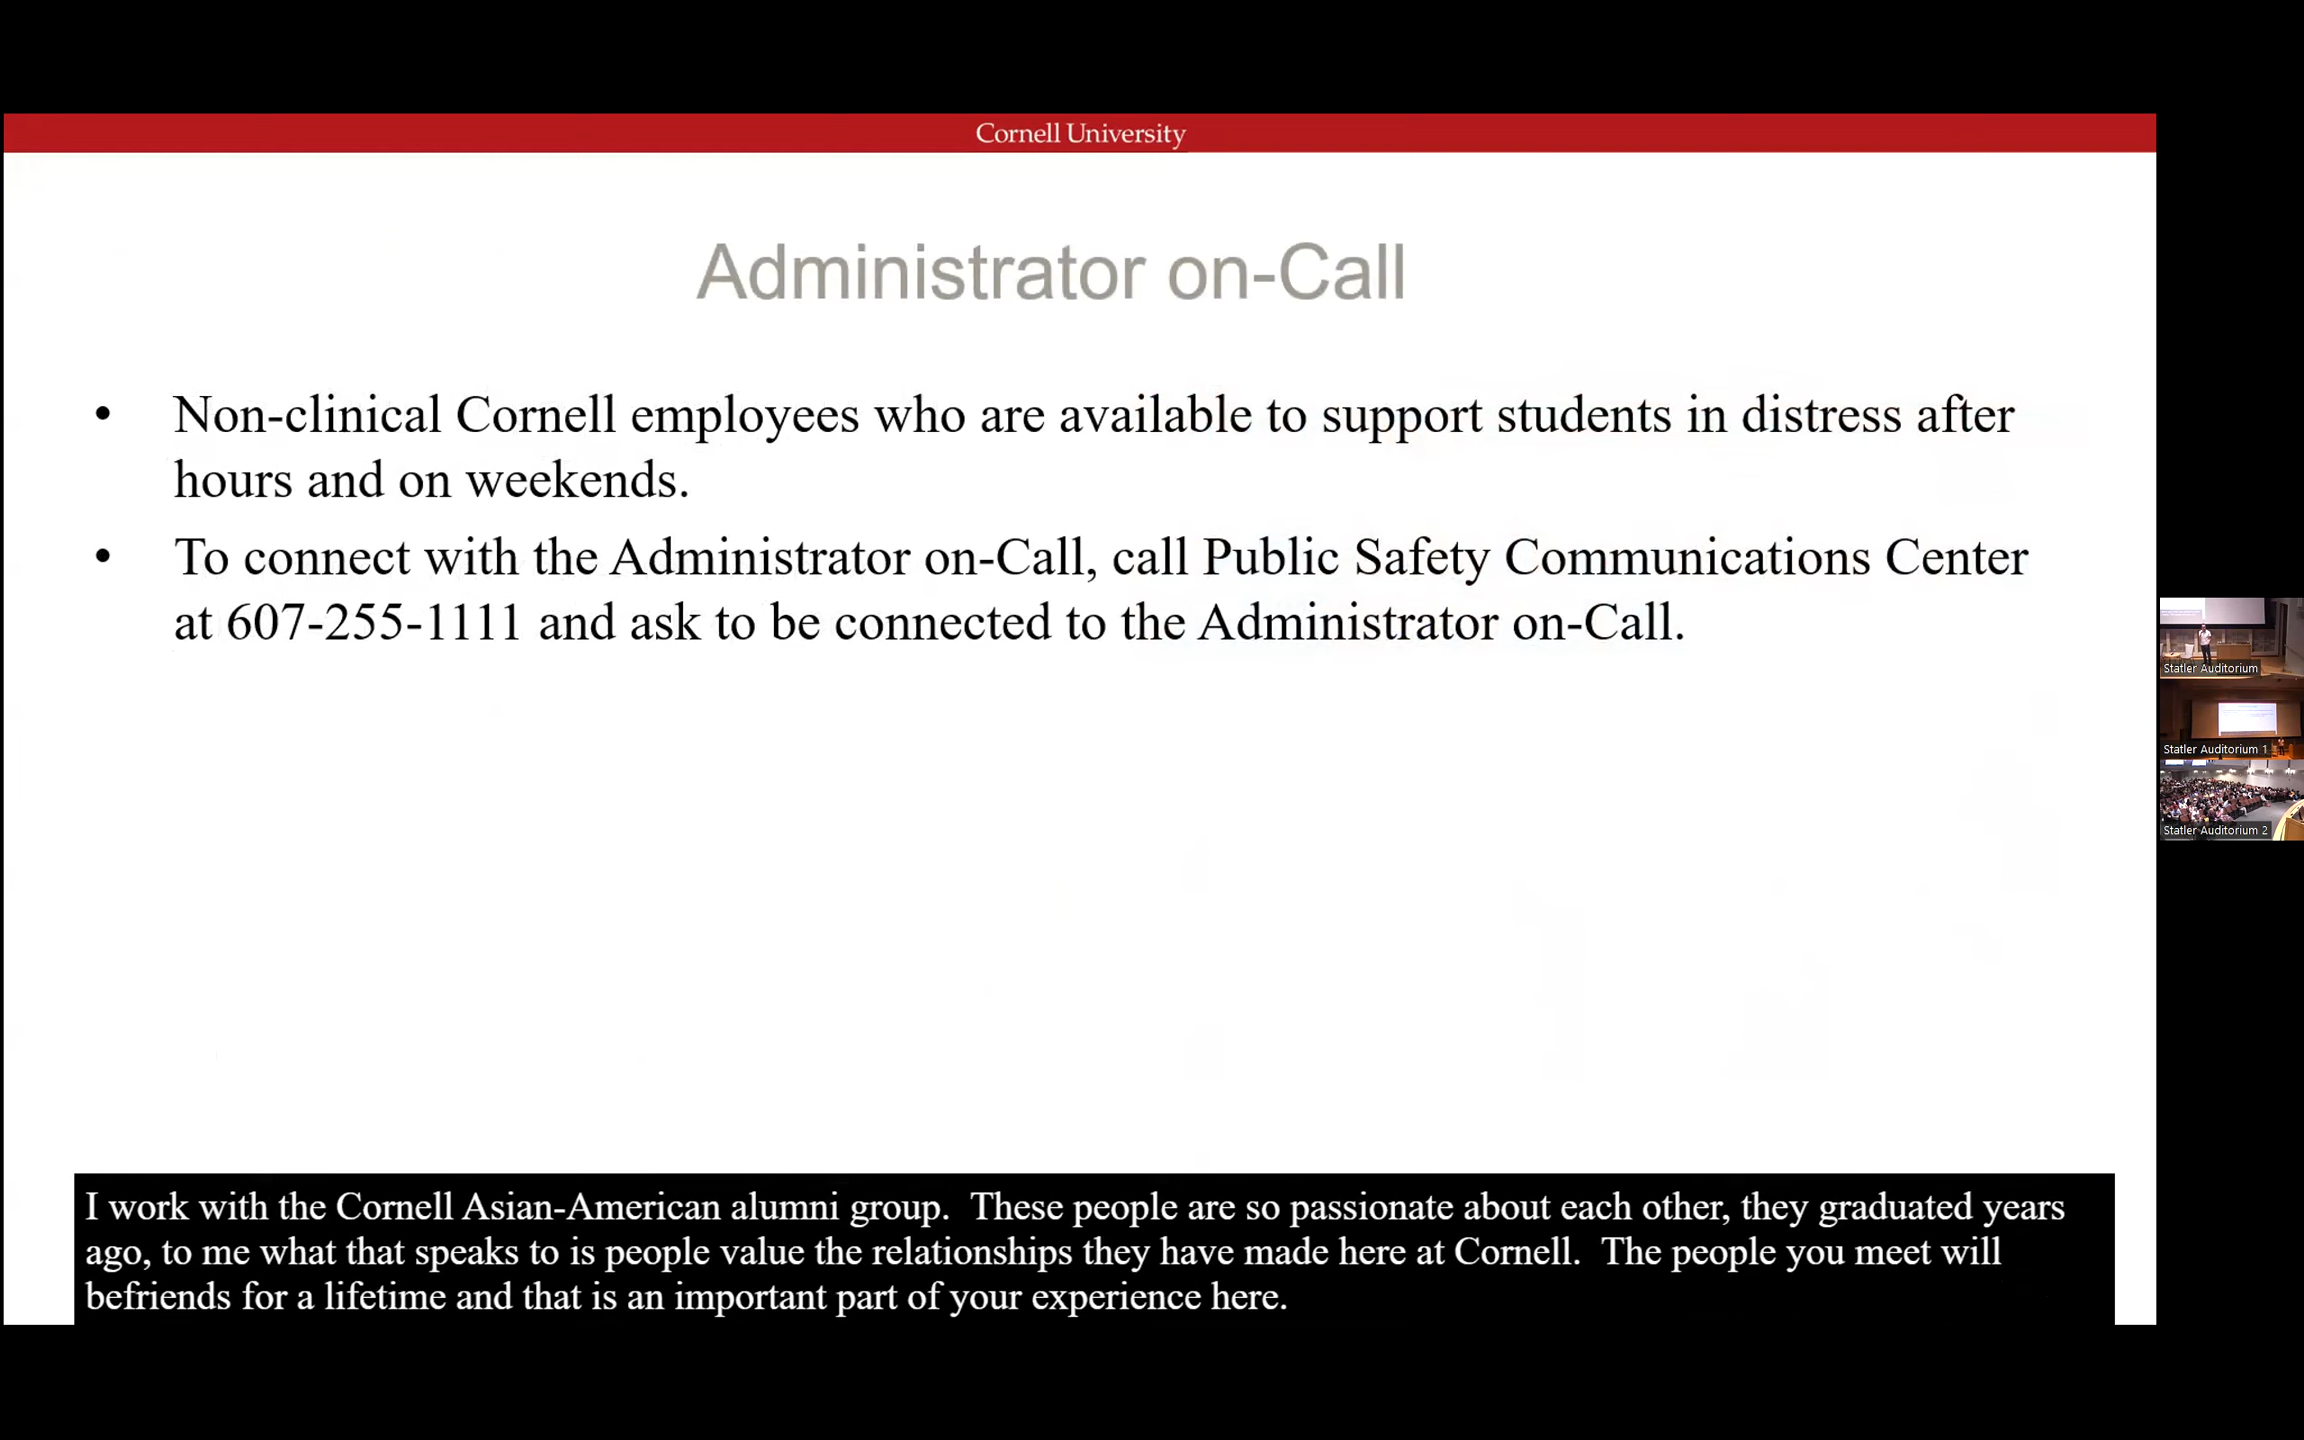 Cornell University
Administrator on-Call
• Non-clinical Cornell employees who are available to support students in distress after
hours and on weekends.
• To connect with the Administrator on-Call, call Public Safety Communications Center
at 607-255-1111 and ask to be connected to the Administrator on-Call.
Statler Auditorium
Statler Auditorium 1
Statler Auditorium 2
I work with the Cornell Asian-American alumni group.  These people are so passionate about each other, they graduated years
ago, to me what that speaks to is people value the relationships they have made here at Cornell.  The people you meet will
befriends for a lifetime and that is an important part of your experience here.